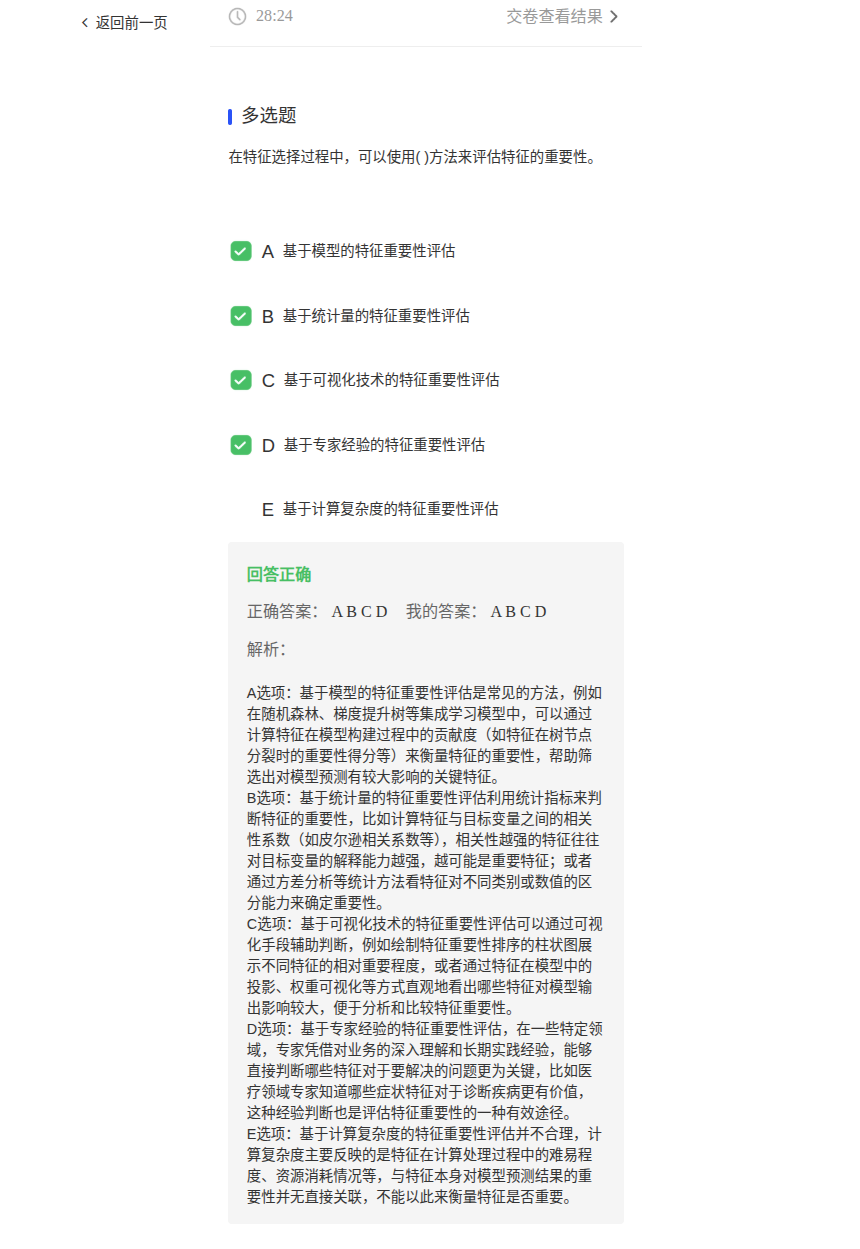 返回前一页
28:24
交卷查看结果
多选题
在特征选择过程中，可以使用( )方法来评估特征的重要性。
A 基于模型的特征重要性评估
B 基于统计量的特征重要性评估
C 基于可视化技术的特征重要性评估
D 基于专家经验的特征重要性评估
E 基于计算复杂度的特征重要性评估
回答正确
正确答案： A B C D 我的答案： A B C D
解析：
A选项：基于模型的特征重要性评估是常见的方法，例如
在随机森林、梯度提升树等集成学习模型中，可以通过
计算特征在模型构建过程中的贡献度（如特征在树节点
分裂时的重要性得分等）来衡量特征的重要性，帮助筛
选出对模型预测有较大影响的关键特征。
B选项：基于统计量的特征重要性评估利用统计指标来判
断特征的重要性，比如计算特征与目标变量之间的相关
性系数（如皮尔逊相关系数等），相关性越强的特征往往
对目标变量的解释能力越强，越可能是重要特征；或者
通过方差分析等统计方法看特征对不同类别或数值的区
分能力来确定重要性。
C选项：基于可视化技术的特征重要性评估可以通过可视
化手段辅助判断，例如绘制特征重要性排序的柱状图展
示不同特征的相对重要程度，或者通过特征在模型中的
投影、权重可视化等方式直观地看出哪些特征对模型输
出影响较大，便于分析和比较特征重要性。
D选项：基于专家经验的特征重要性评估，在一些特定领
域，专家凭借对业务的深入理解和长期实践经验，能够
直接判断哪些特征对于要解决的问题更为关键，比如医
疗领域专家知道哪些症状特征对于诊断疾病更有价值，
这种经验判断也是评估特征重要性的一种有效途径。
E选项：基于计算复杂度的特征重要性评估并不合理，计
算复杂度主要反映的是特征在计算处理过程中的难易程
度、资源消耗情况等，与特征本身对模型预测结果的重
要性并无直接关联，不能以此来衡量特征是否重要。